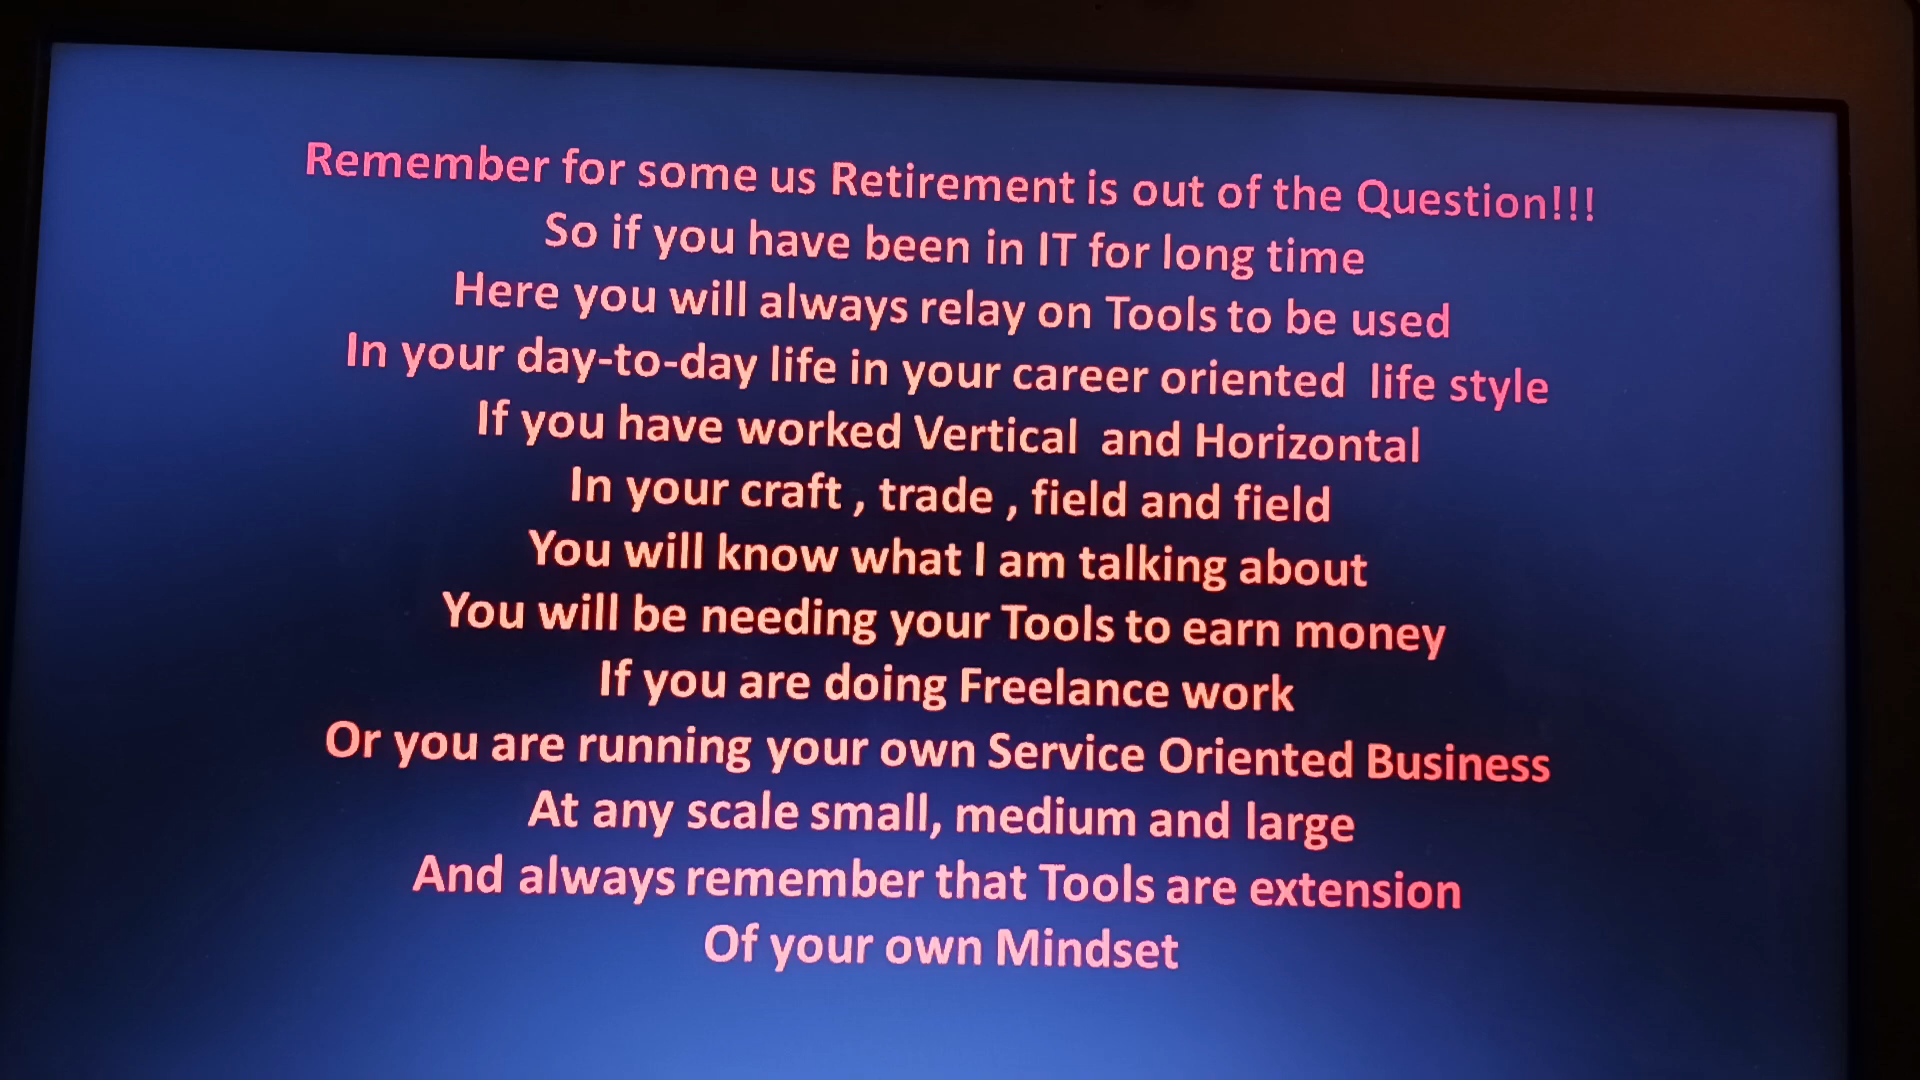 Remember for some us Retirement is out of the Question!!!
So if you have been in IT for long time
Here you will always relay on Tools to be used
In your day-to-day life in your career oriented  life style
If you have worked Vertical  and Horizontal
In your craft , trade , field and field
You will know what I am talking about
You will be needing your Tools to earn money
If you are doing Freelance work
Or you are running your own Service Oriented Business
At any scale small, medium and large
And always remember that Tools are extension
Of your own Mindset